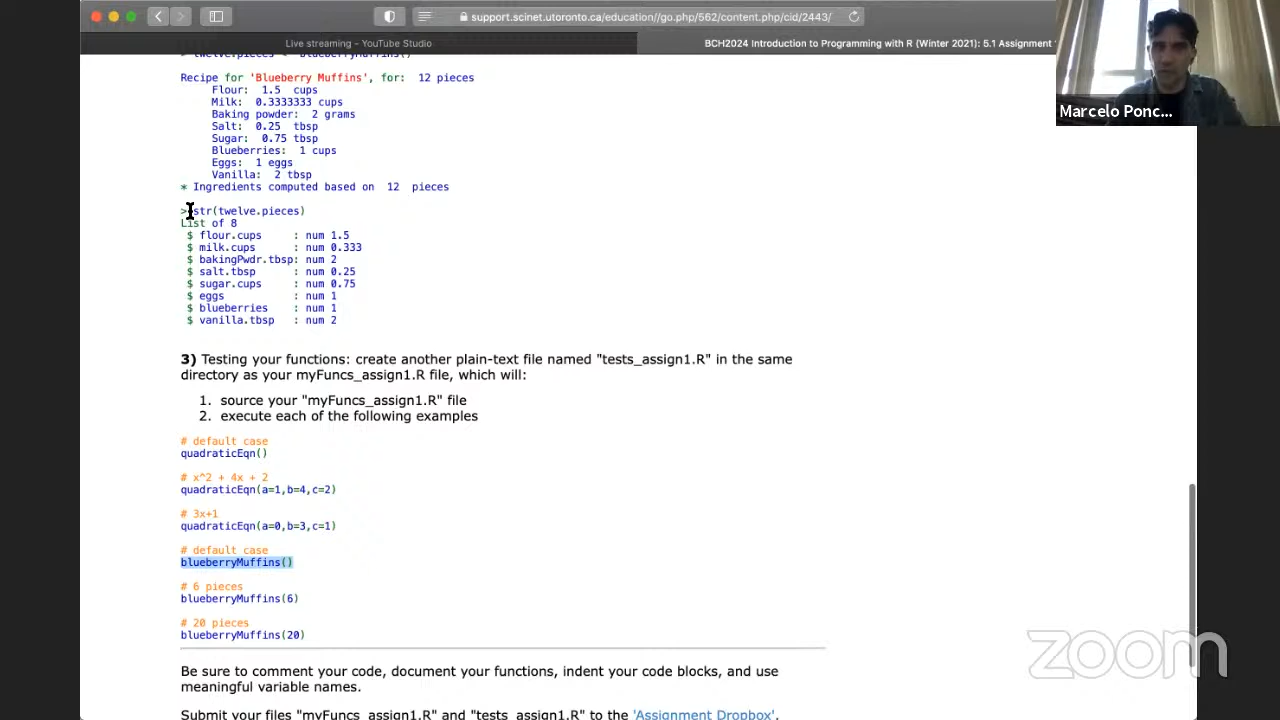 support.scinet.utoronto.ca/education//go.php/562/content.php/cid/2443/
Live streaming – YouTube Studio
BCH2024 Introduction to Programming with R (Winter 2021): 5.1 Assignment
Marcelo Ponc...
Recipe for 'Blueberry Muffins', for: 12 pieces
Flour: 1.5 cups
Milk: 0.3333333 cups
Baking powder: 2 grams
Salt: 0.25 tbsp
Sugar: 0.75 tbsp
Blueberries: 1 cups
Eggs: 1 eggs
Vanilla: 2 tbsp
* Ingredients computed based on 12 pieces
> str(twelve.pieces)
List of 8
$ flour.cups : num 1.5
$ milk.cups : num 0.333
$ bakingPwdr.tbsp: num 2
$ salt.tbsp : num 0.25
$ sugar.cups : num 0.75
$ eggs : num 1
$ blueberries : num 1
$ vanilla.tbsp : num 2
3) Testing your functions: create another plain-text file named "tests_assign1.R" in the same
directory as your myFuncs_assign1.R file, which will:
1. source your "myFuncs_assign1.R" file
2. execute each of the following examples
# default case
quadraticEqn()
# x^2 + 4x + 2
quadraticEqn(a=1,b=4,c=2)
# 3x+1
quadraticEqn(a=0,b=3,c=1)
# default case
blueberryMuffins()
# 6 pieces
blueberryMuffins(6)
# 20 pieces
blueberryMuffins(20)
zoom
Be sure to comment your code, document your functions, indent your code blocks, and use
meaningful variable names.
Submit your files "myFuncs_assign1.R" and "tests_assign1.R" to the 'Assignment Dropbox'.